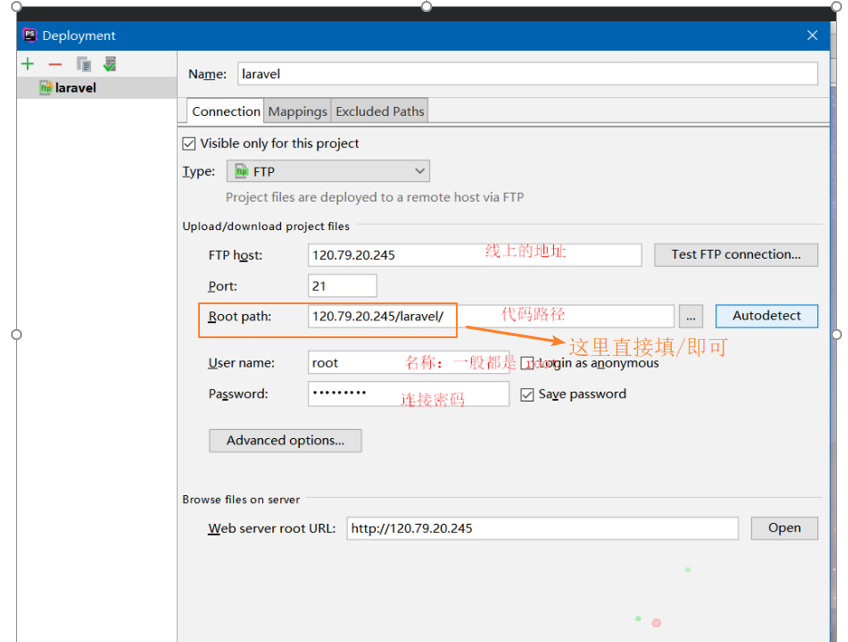 PS Deployment
Name: laravel
laravel
Connection Mappings Excluded Paths
Visible only for this project
Type: ftp FTP
Project files are deployed to a remote host via FTP
Upload/download project files
FTP host: 120.79.20.245 线上的地址 Test FTP connection...
Port: 21
Root path: 120.79.20.245/laravel/ 代码路径 ... Autodetect
这里直接填/即可
User name: root 名称：一般都是 root Login as anonymous
Password: ••••••••• 连接密码 Save password
Advanced options...
Browse files on server
Web server root URL: http://120.79.20.245 Open